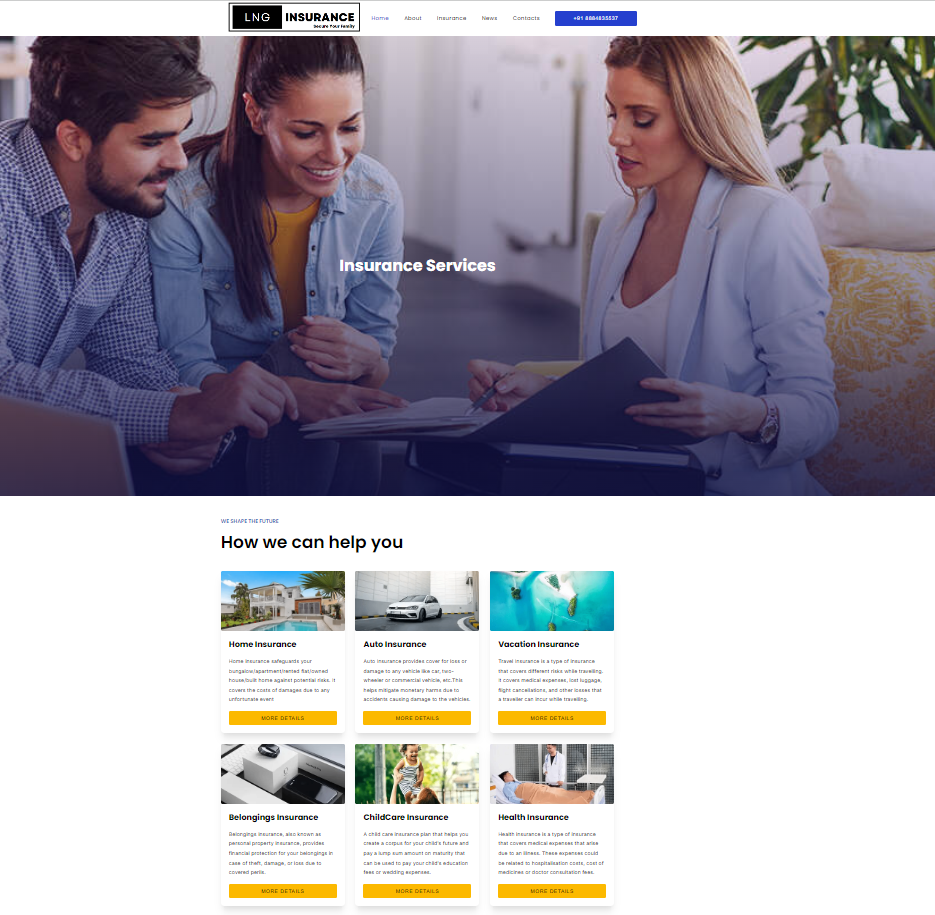 LNG INSURANCE
Secure Your Family
Home About Insurance News Contacts +91 8884835537
Insurance Services
WE SHAPE THE FUTURE
How we can help you
Home Insurance
Home Insurance safeguards your
bungalow/apartment/rented flat/owned
house/built home against potential risks. It
covers the costs of damages due to any
unfortunate event
MORE DETAILS
Auto Insurance
Auto Insurance provides cover for loss or
damage to any vehicle like car, two-
wheeler or commercial vehicle, etc.This
helps mitigate monetary harms due to
accidents causing damage to the vehicles.
MORE DETAILS
Vacation Insurance
Travel insurance is a type of insurance
that covers different risks while travelling.
It covers medical expenses, lost luggage,
flight cancellations, and other losses that
a traveller can incur while travelling.
MORE DETAILS
Belongings Insurance
Belongings insurance, also known as
personal property insurance, provides
financial protection for your belongings in
case of theft, damage, or loss due to
covered perils.
MORE DETAILS
ChildCare Insurance
A child care insurance plan that helps you
create a corpus for your child's future and
pay a lump sum amount on maturity that
can be used to pay your child's education
fees or wedding expenses.
MORE DETAILS
Health Insurance
Health insurance is a type of insurance
that covers medical expenses that arise
due to an illness. These expenses could
be related to hospitalisation costs, cost of
medicines or doctor consultation fees.
MORE DETAILS